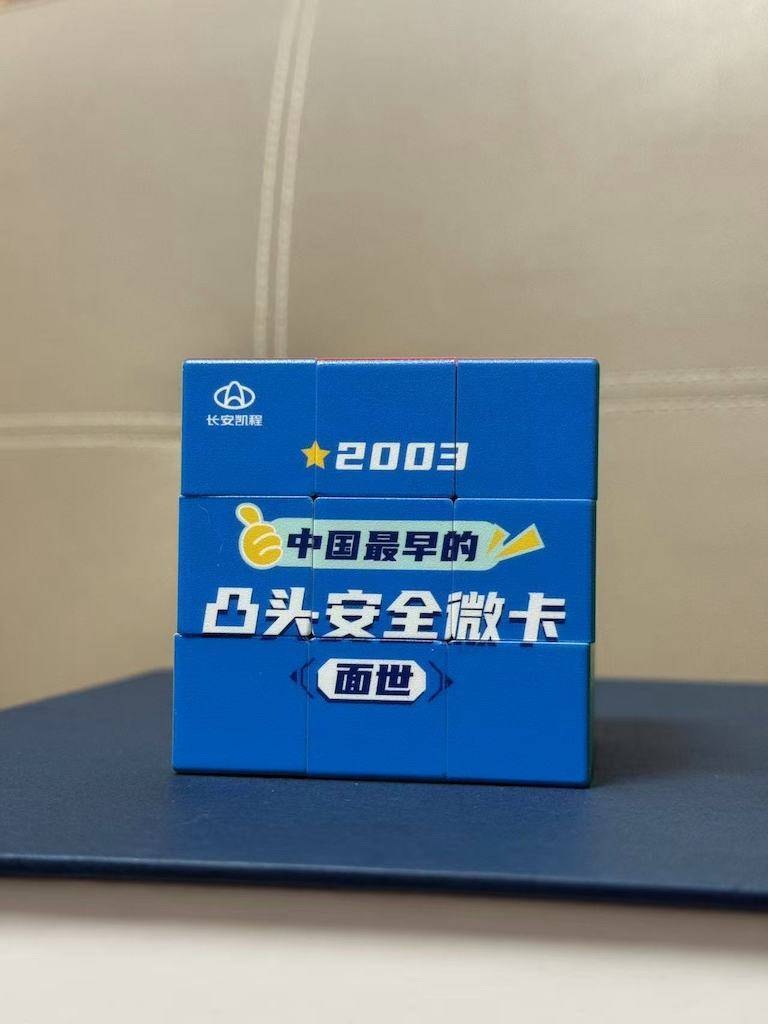 长安凯程
2003
中国最早的
凸头安全微卡
面世